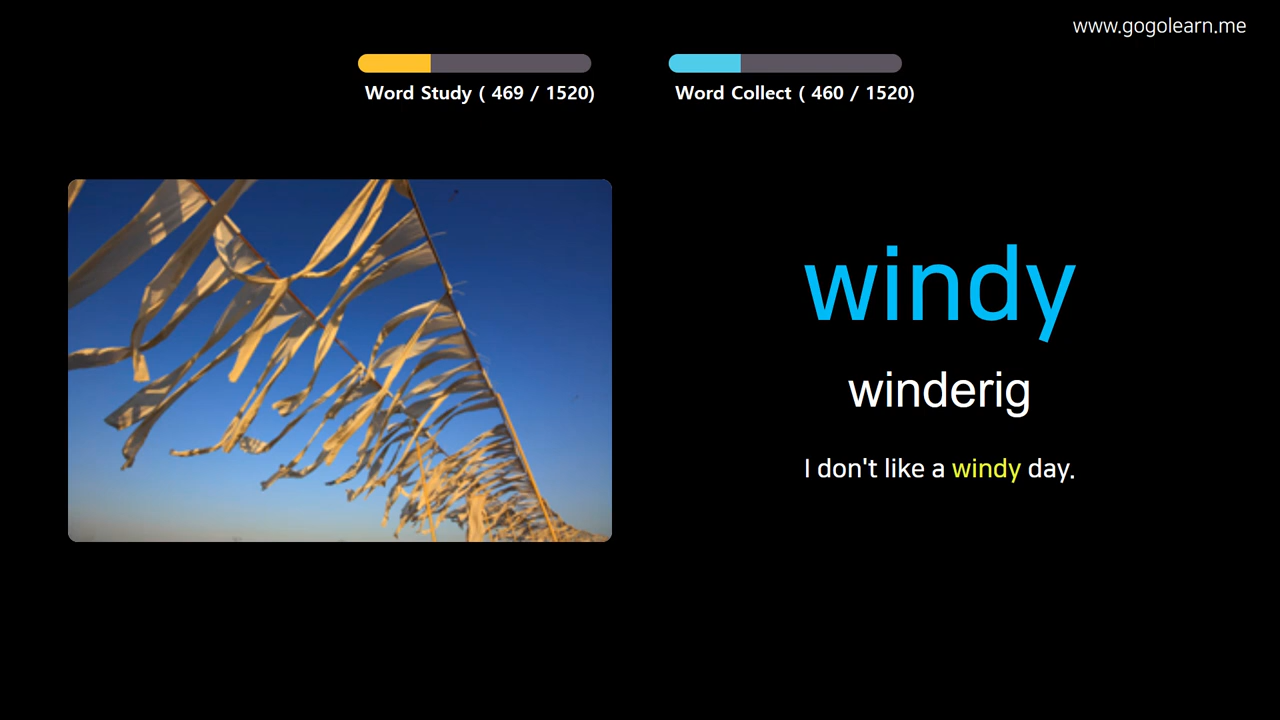 www.gogolearn.me
Word Study ( 469 / 1520)
Word Collect ( 460 / 1520)
windy
winderig
I don't like a windy day.